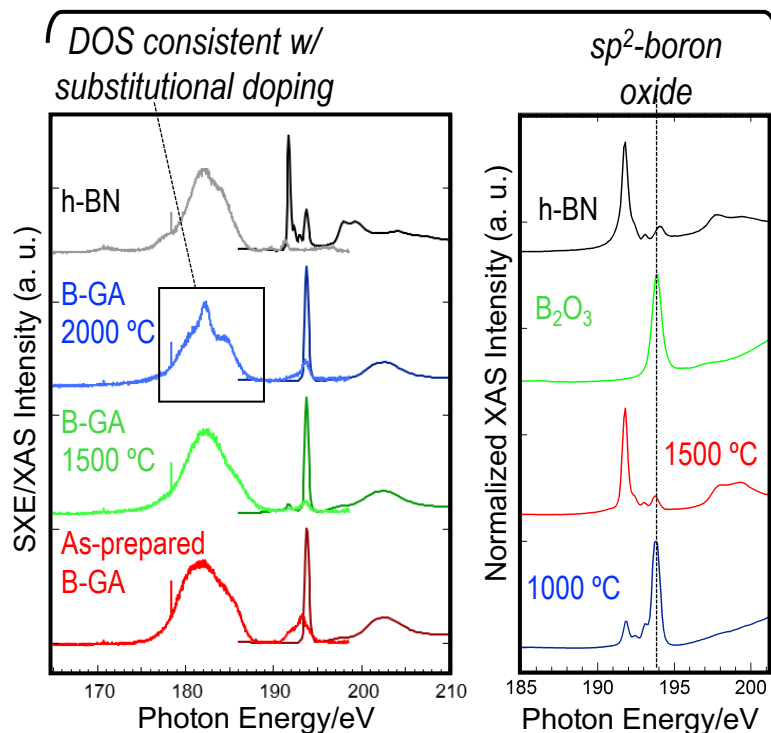 DOS consistent w/
substitutional doping
sp²-boron
oxide
SXE/XAS Intensity (a. u.)
h-BN
B-GA
2000 ºC
B-GA
1500 ºC
As-prepared
B-GA
170 180 190 200 210
Photon Energy/eV
Normalized XAS Intensity (a. u.)
h-BN
B₂O₃
1500 ºC
1000 ºC
185 190 195 200
Photon Energy/eV